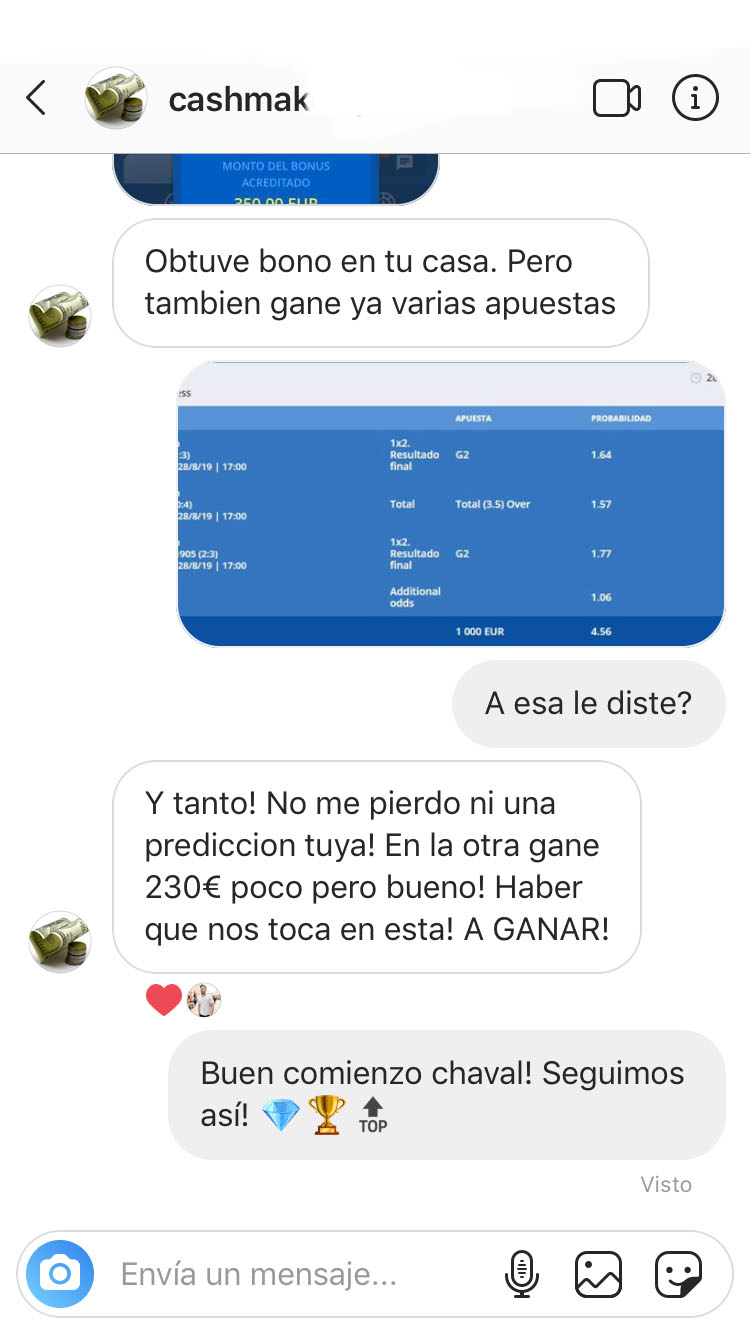 cashmak
MONTO DEL BONUS
ACREDITADO
350.00 EUR
Obtuve bono en tu casa. Pero
tambien gane ya varias apuestas
APUESTA PROBABILIDAD
:3)
28/8/19 | 17:00
1x2.
Resultado
final
G2
1.64
28/8/19 | 17:00
Total
Total (3.5) Over
1.57
905 (2:3)
28/8/19 | 17:00
1x2.
Resultado
final
G2
1.77
Additional
odds
1.06
1 000 EUR
4.56
A esa le diste?
Y tanto! No me pierdo ni una
prediccion tuya! En la otra gane
230€ poco pero bueno! Haber
que nos toca en esta! A GANAR!
Buen comienzo chaval! Seguimos
así! 💎🏆🔝
Visto
Envía un mensaje...